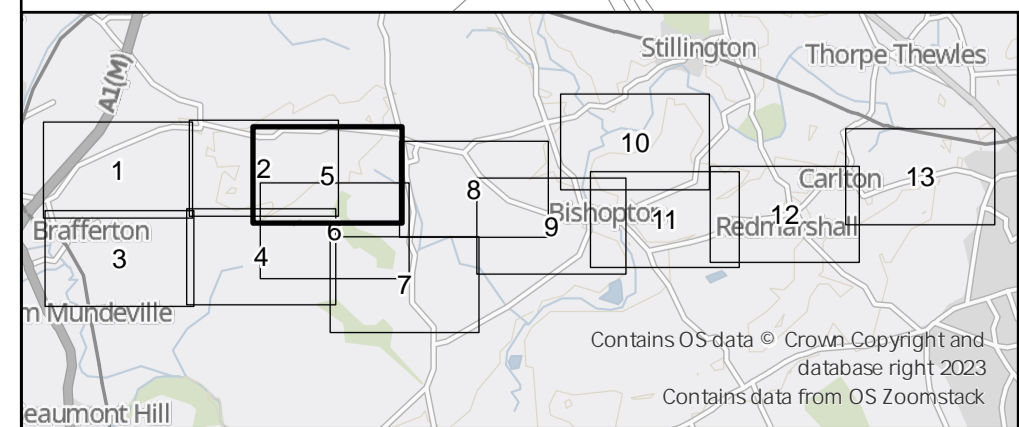 Stillington
Thorpe Thewles
A1(M)
10
1
2
5
13
Carlton
8
Bishopton
11
12
Redmarshall
9
Brafferton
6
3
4
7
m Mundeville
Contains OS data © Crown Copyright and
database right 2023
Contains data from OS Zoomstack
eaumont Hill